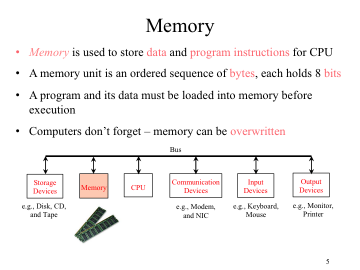 Memory
• Memory is used to store data and program instructions for CPU
• A memory unit is an ordered sequence of bytes, each holds 8 bits
• A program and its data must be loaded into memory before
execution
• Computers don't forget – memory can be overwritten
Bus
Storage
Devices
Memory
CPU
Communication
Devices
Input
Devices
Output
Devices
e.g., Disk, CD,
and Tape
e.g., Modem,
and NIC
e.g., Keyboard,
Mouse
e.g., Monitor,
Printer
5